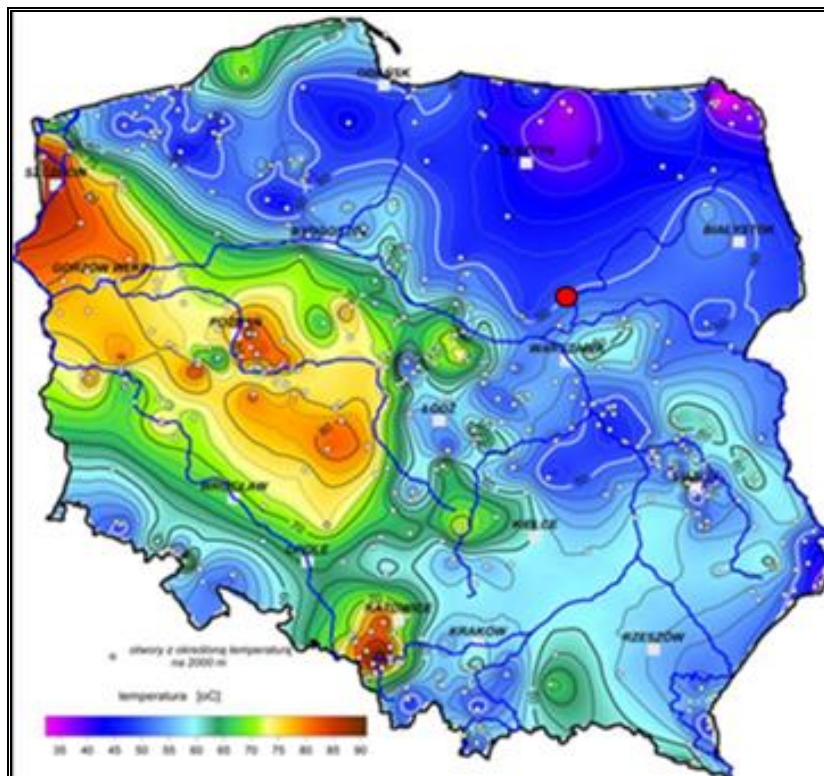 GDAŃSK
OLSZTYN
SZCZECIN
BIAŁYSTOK
BYDGOSZCZ
GORZÓW WLKP.
POZNAŃ
WARSZAWA
ŁÓDŹ
WROCŁAW
KIELCE
OPOLE
KATOWICE
KRAKÓW
RZESZÓW
otwory z określoną temperaturą
na 2000 m
temperatura [oC]
35 40 45 50 55 60 65 70 75 80 85 90